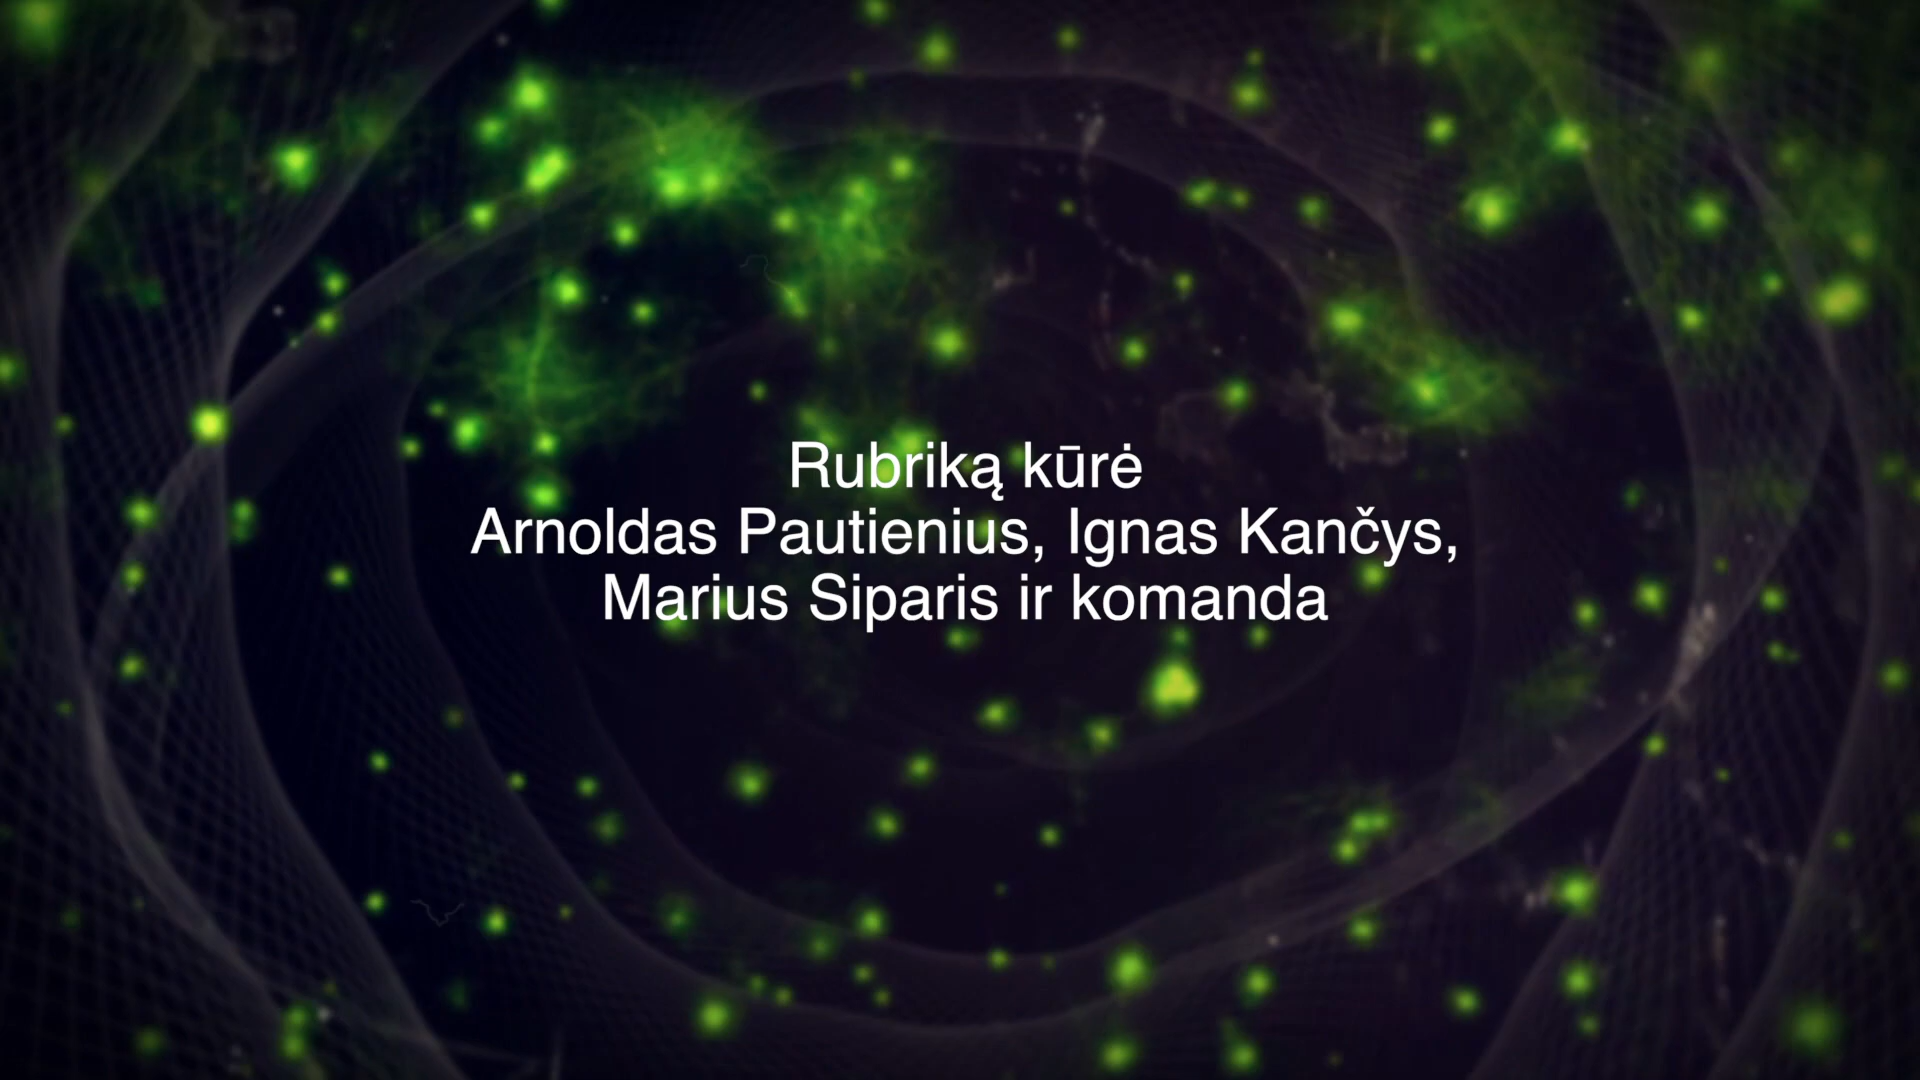 Rubriką kūrė
Arnoldas Pautienius, Ignas Kančys,
Marius Siparis ir komanda